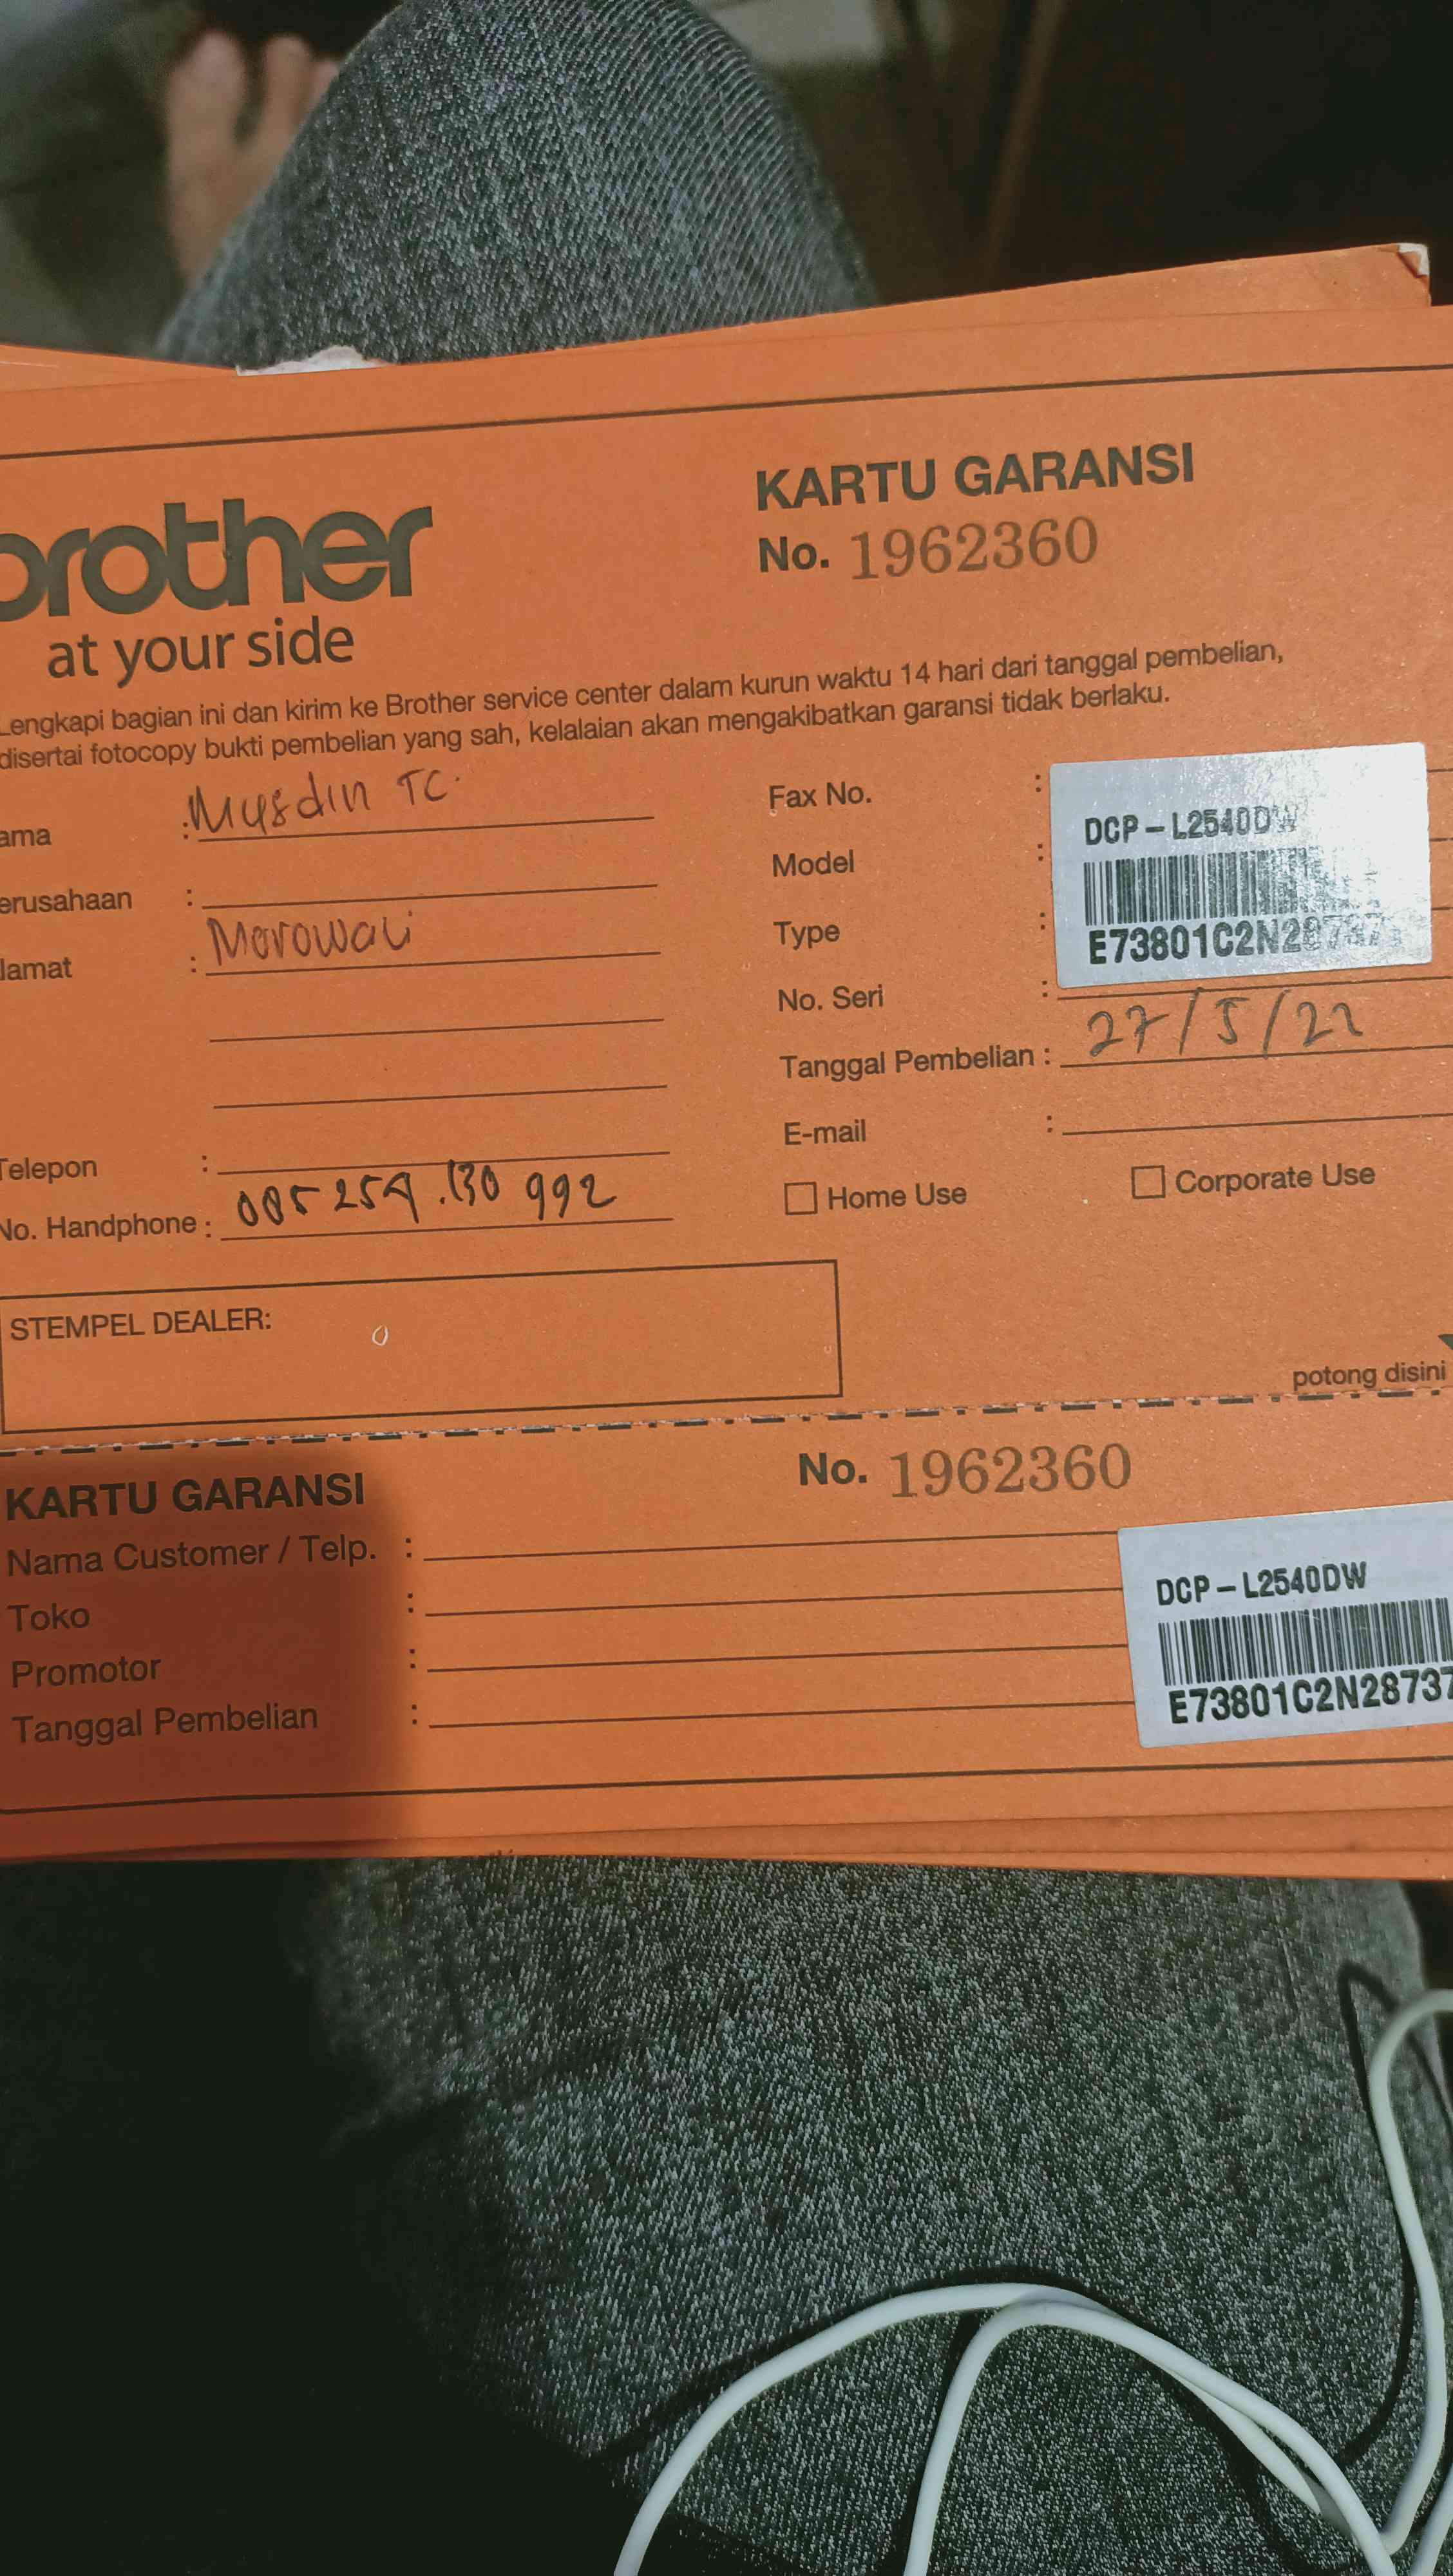 brother
at your side
KARTU GARANSI
No. 1962360
Lengkapi bagian ini dan kirim ke Brother service center dalam kurun waktu 14 hari dari tanggal pembelian,
disertai fotocopy bukti pembelian yang sah, kelalaian akan mengakibatkan garansi tidak berlaku.
ama : Musdin TC.
erusahaan :
lamat : Morowali
Telepon :
No. Handphone : 085 259 .130 992
Fax No. :
Model :
Type :
No. Seri :
DCP-L2540DW
E73801C2N28737
Tanggal Pembelian : 27/5/22
E-mail :
Home Use Corporate Use
STEMPEL DEALER:
potong disini
KARTU GARANSI No. 1962360
Nama Customer / Telp. :
Toko :
Promotor :
Tanggal Pembelian :
DCP-L2540DW
E73801C2N28737